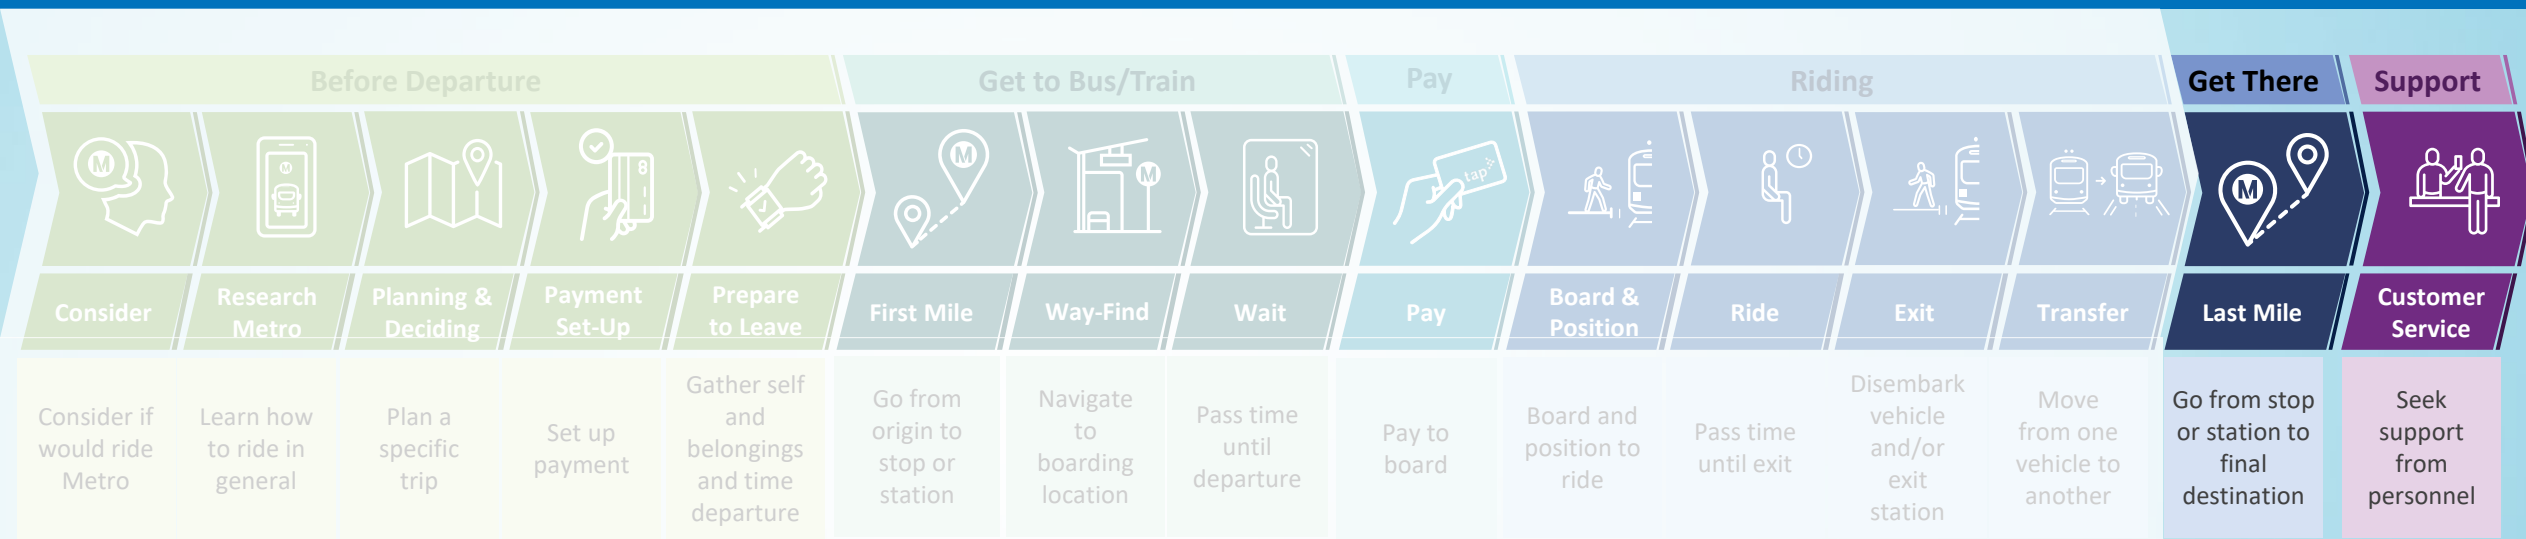 Before Departure
Get to Bus/Train
Pay
Riding
Get There
Support
M
M
8
M
M
tap
M
Consider
Research
Metro
Planning &
Deciding
Payment
Set-Up
Prepare
to Leave
First Mile
Way-Find
Wait
Pay
Board &
Position
Ride
Exit
Transfer
Last Mile
Customer
Service
Consider if
would ride
Metro
Learn how
to ride in
general
Plan a
specific
trip
Set up
payment
Gather self
and
belongings
and time
departure
Go from
origin to
stop or
station
Navigate
to
boarding
location
Pass time
until
departure
Pay to
board
Board and
position to
ride
Pass time
until exit
Disembark
vehicle
and/or
exit
station
Move
from one
vehicle to
another
Go from stop
or station to
final
destination
Seek
support
from
personnel